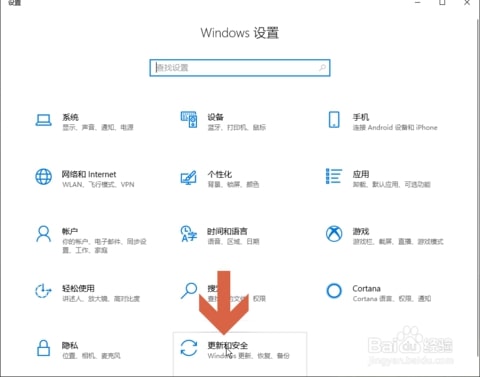 设置
Windows 设置
查找设置
系统
显示、声音、通知、电源
设备
蓝牙、打印机、鼠标
手机
连接 Android 设备和 iPhone
网络和 Internet
WLAN、飞行模式、VPN
个性化
背景、锁屏、颜色
应用
卸载、默认应用、可选功能
帐户
你的帐户、电子邮件、同步设置、工作、家庭
时间和语言
语音、区域、日期
游戏
游戏栏、截屏、直播、游戏模式
轻松使用
讲述人、放大镜、高对比度
搜
权限
Cortana
Cortana 语言、权限、通知
隐私
位置、相机、麦克风
更新和安全
Windows 更新、恢复、备份
Baidu 经验